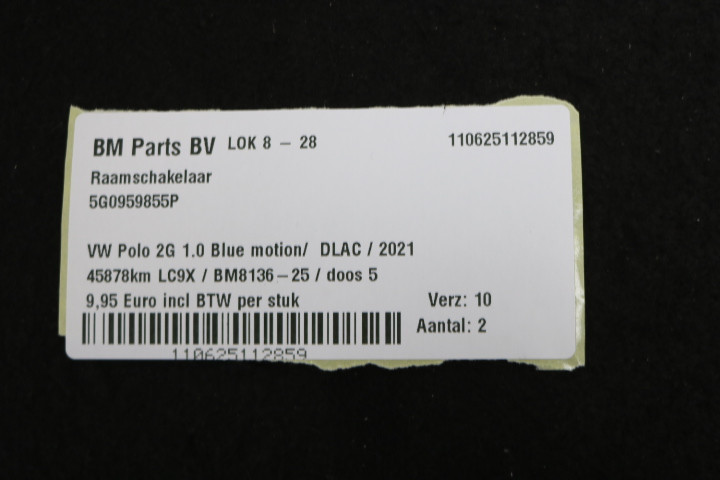 BM Parts BV LOK 8 – 28 110625112859
Raamschakelaar
5G0959855P
VW Polo 2G 1.0 Blue motion/ DLAC / 2021
45878km LC9X / BM8136–25 / doos 5
9,95 Euro incl BTW per stuk Verz: 10
Aantal: 2
110625112859